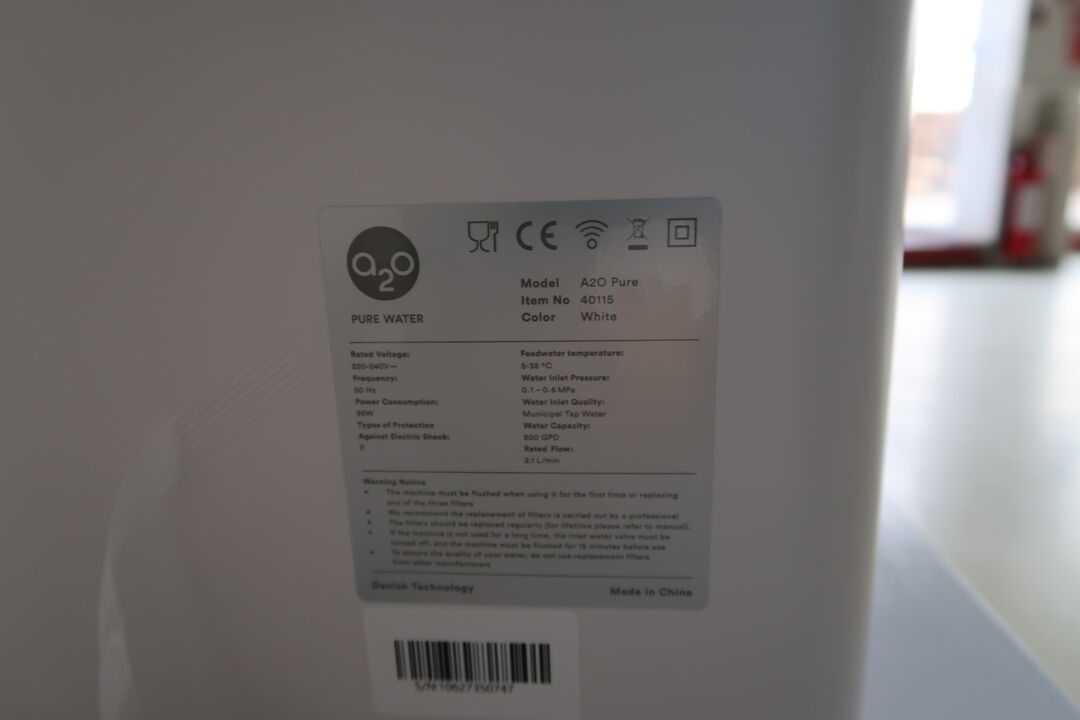 a2O
PURE WATER
CE
Model A2O Pure
Item No 40115
Color White
Rated Voltage:
220-240V~
Frequency:
50 Hz
Power Consumption:
95W
Types of Protection
Against Electric Shock:
Feedwater temperature:
5-38 °C
Water Inlet Pressure:
0.1 – 0.6 MPa
Water Inlet Quality:
Municipal Tap Water
Water Capacity:
800 GPD
Rated Flow:
2.1 L/min
Warning Notice
• The machine must be flushed when using it for the first time or replacing
any of the three filters
• We recommend the replacement of filters is carried out by a professional
• The filters should be replaced regularly (for lifetime please refer to manual).
• If the machine is not used for a long time, the inlet water valve must be
turned off, and the machine must be flushed for 15 minutes before use
• To ensure the quality of your water, do not use replacement filters
from other manufacturers
Danish Technology
Made in China
S/N:10627350747